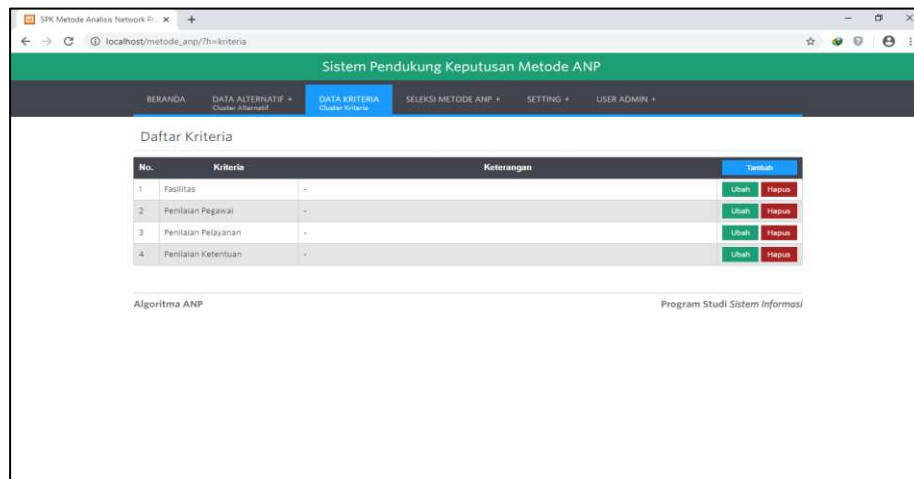 SPK Metode Analisis Network Pr
localhost/metode_anp/?h=kriteria
Sistem Pendukung Keputusan Metode ANP
BERANDA DATA ALTERNATIF + DATA KRITERIA SELEKSI METODE ANP + SETTING + USER ADMIN +
Cluster Alternatif Cluster Kriteria
Daftar Kriteria
No. Kriteria Keterangan Tambah
1 Fasilitas - Ubah Hapus
2 Penilaian Pegawai - Ubah Hapus
3 Penilaian Pelayanan - Ubah Hapus
4 Penilaian Ketentuan - Ubah Hapus
Algoritma ANP Program Studi Sistem Informasi